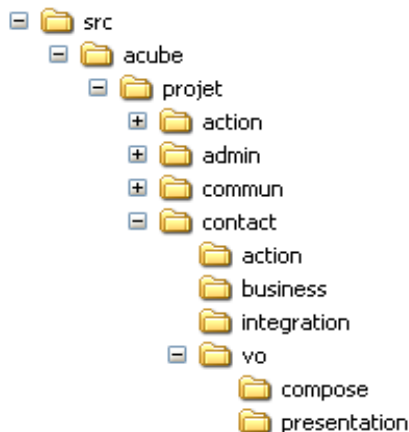 src
acube
projet
action
admin
commun
contact
action
business
integration
vo
compose
presentation